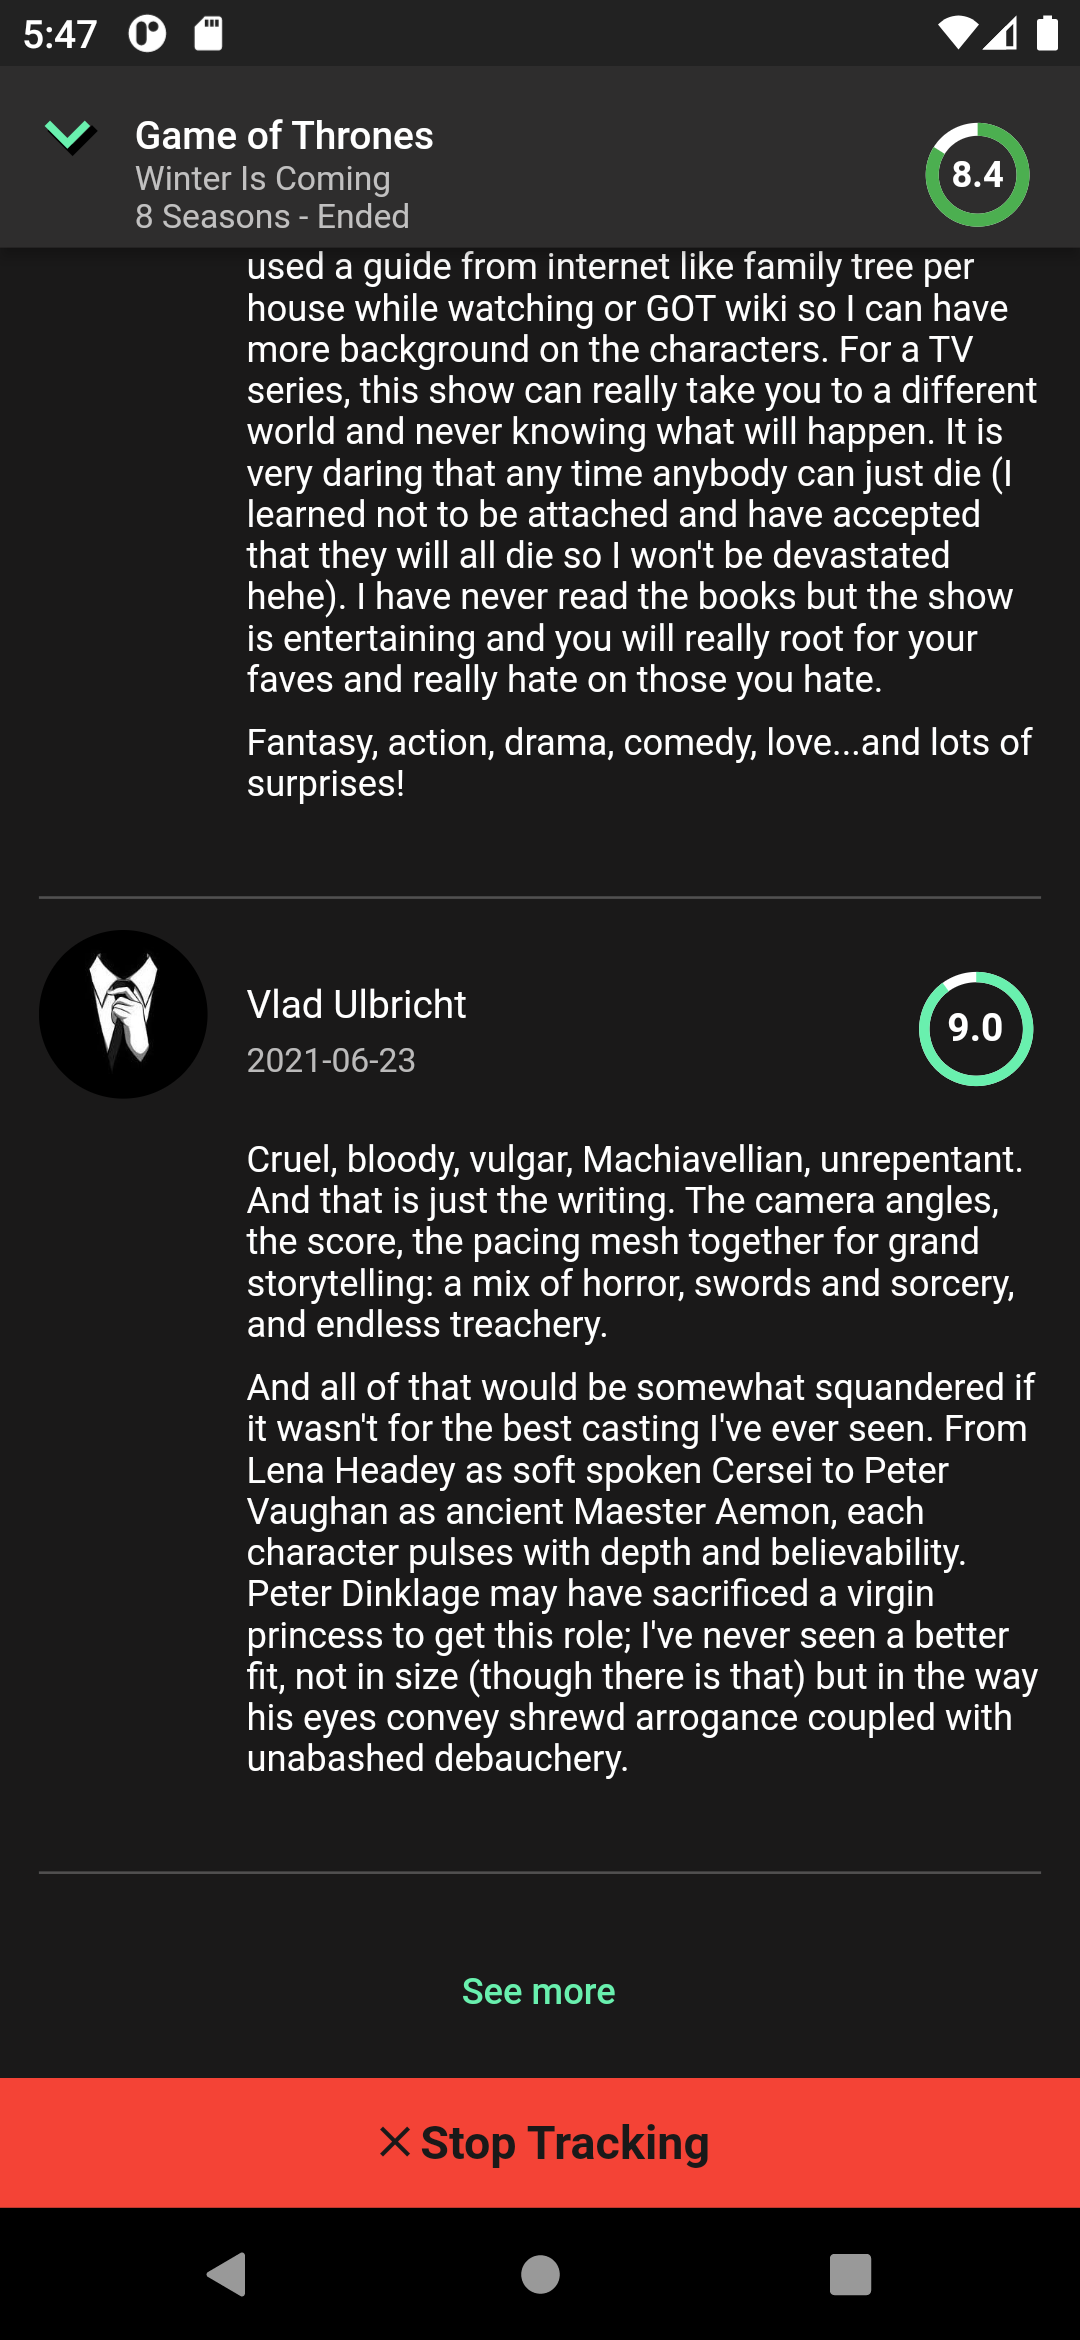 5:47
Game of Thrones
Winter Is Coming
8 Seasons - Ended
8.4
used a guide from internet like family tree per
house while watching or GOT wiki so I can have
more background on the characters. For a TV
series, this show can really take you to a different
world and never knowing what will happen. It is
very daring that any time anybody can just die (I
learned not to be attached and have accepted
that they will all die so I won't be devastated
hehe). I have never read the books but the show
is entertaining and you will really root for your
faves and really hate on those you hate.
Fantasy, action, drama, comedy, love...and lots of
surprises!
Vlad Ulbricht
2021-06-23
9.0
Cruel, bloody, vulgar, Machiavellian, unrepentant.
And that is just the writing. The camera angles,
the score, the pacing mesh together for grand
storytelling: a mix of horror, swords and sorcery,
and endless treachery.
And all of that would be somewhat squandered if
it wasn't for the best casting I've ever seen. From
Lena Headey as soft spoken Cersei to Peter
Vaughan as ancient Maester Aemon, each
character pulses with depth and believability.
Peter Dinklage may have sacrificed a virgin
princess to get this role; I've never seen a better
fit, not in size (though there is that) but in the way
his eyes convey shrewd arrogance coupled with
unabashed debauchery.
See more
Stop Tracking